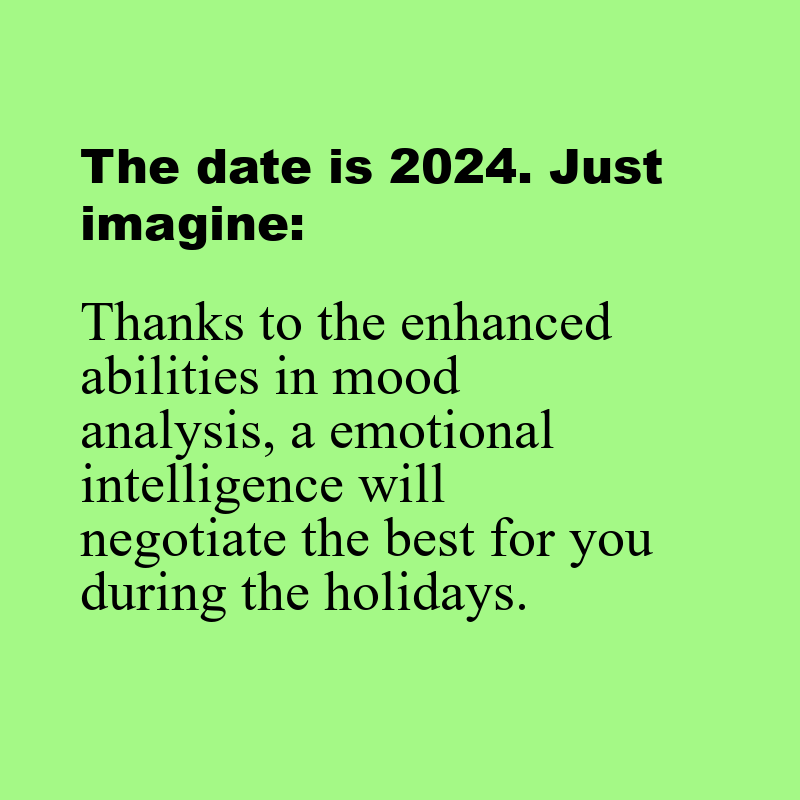 The date is 2024. Just
imagine:
Thanks to the enhanced
abilities in mood
analysis, a emotional
intelligence will
negotiate the best for you
during the holidays.